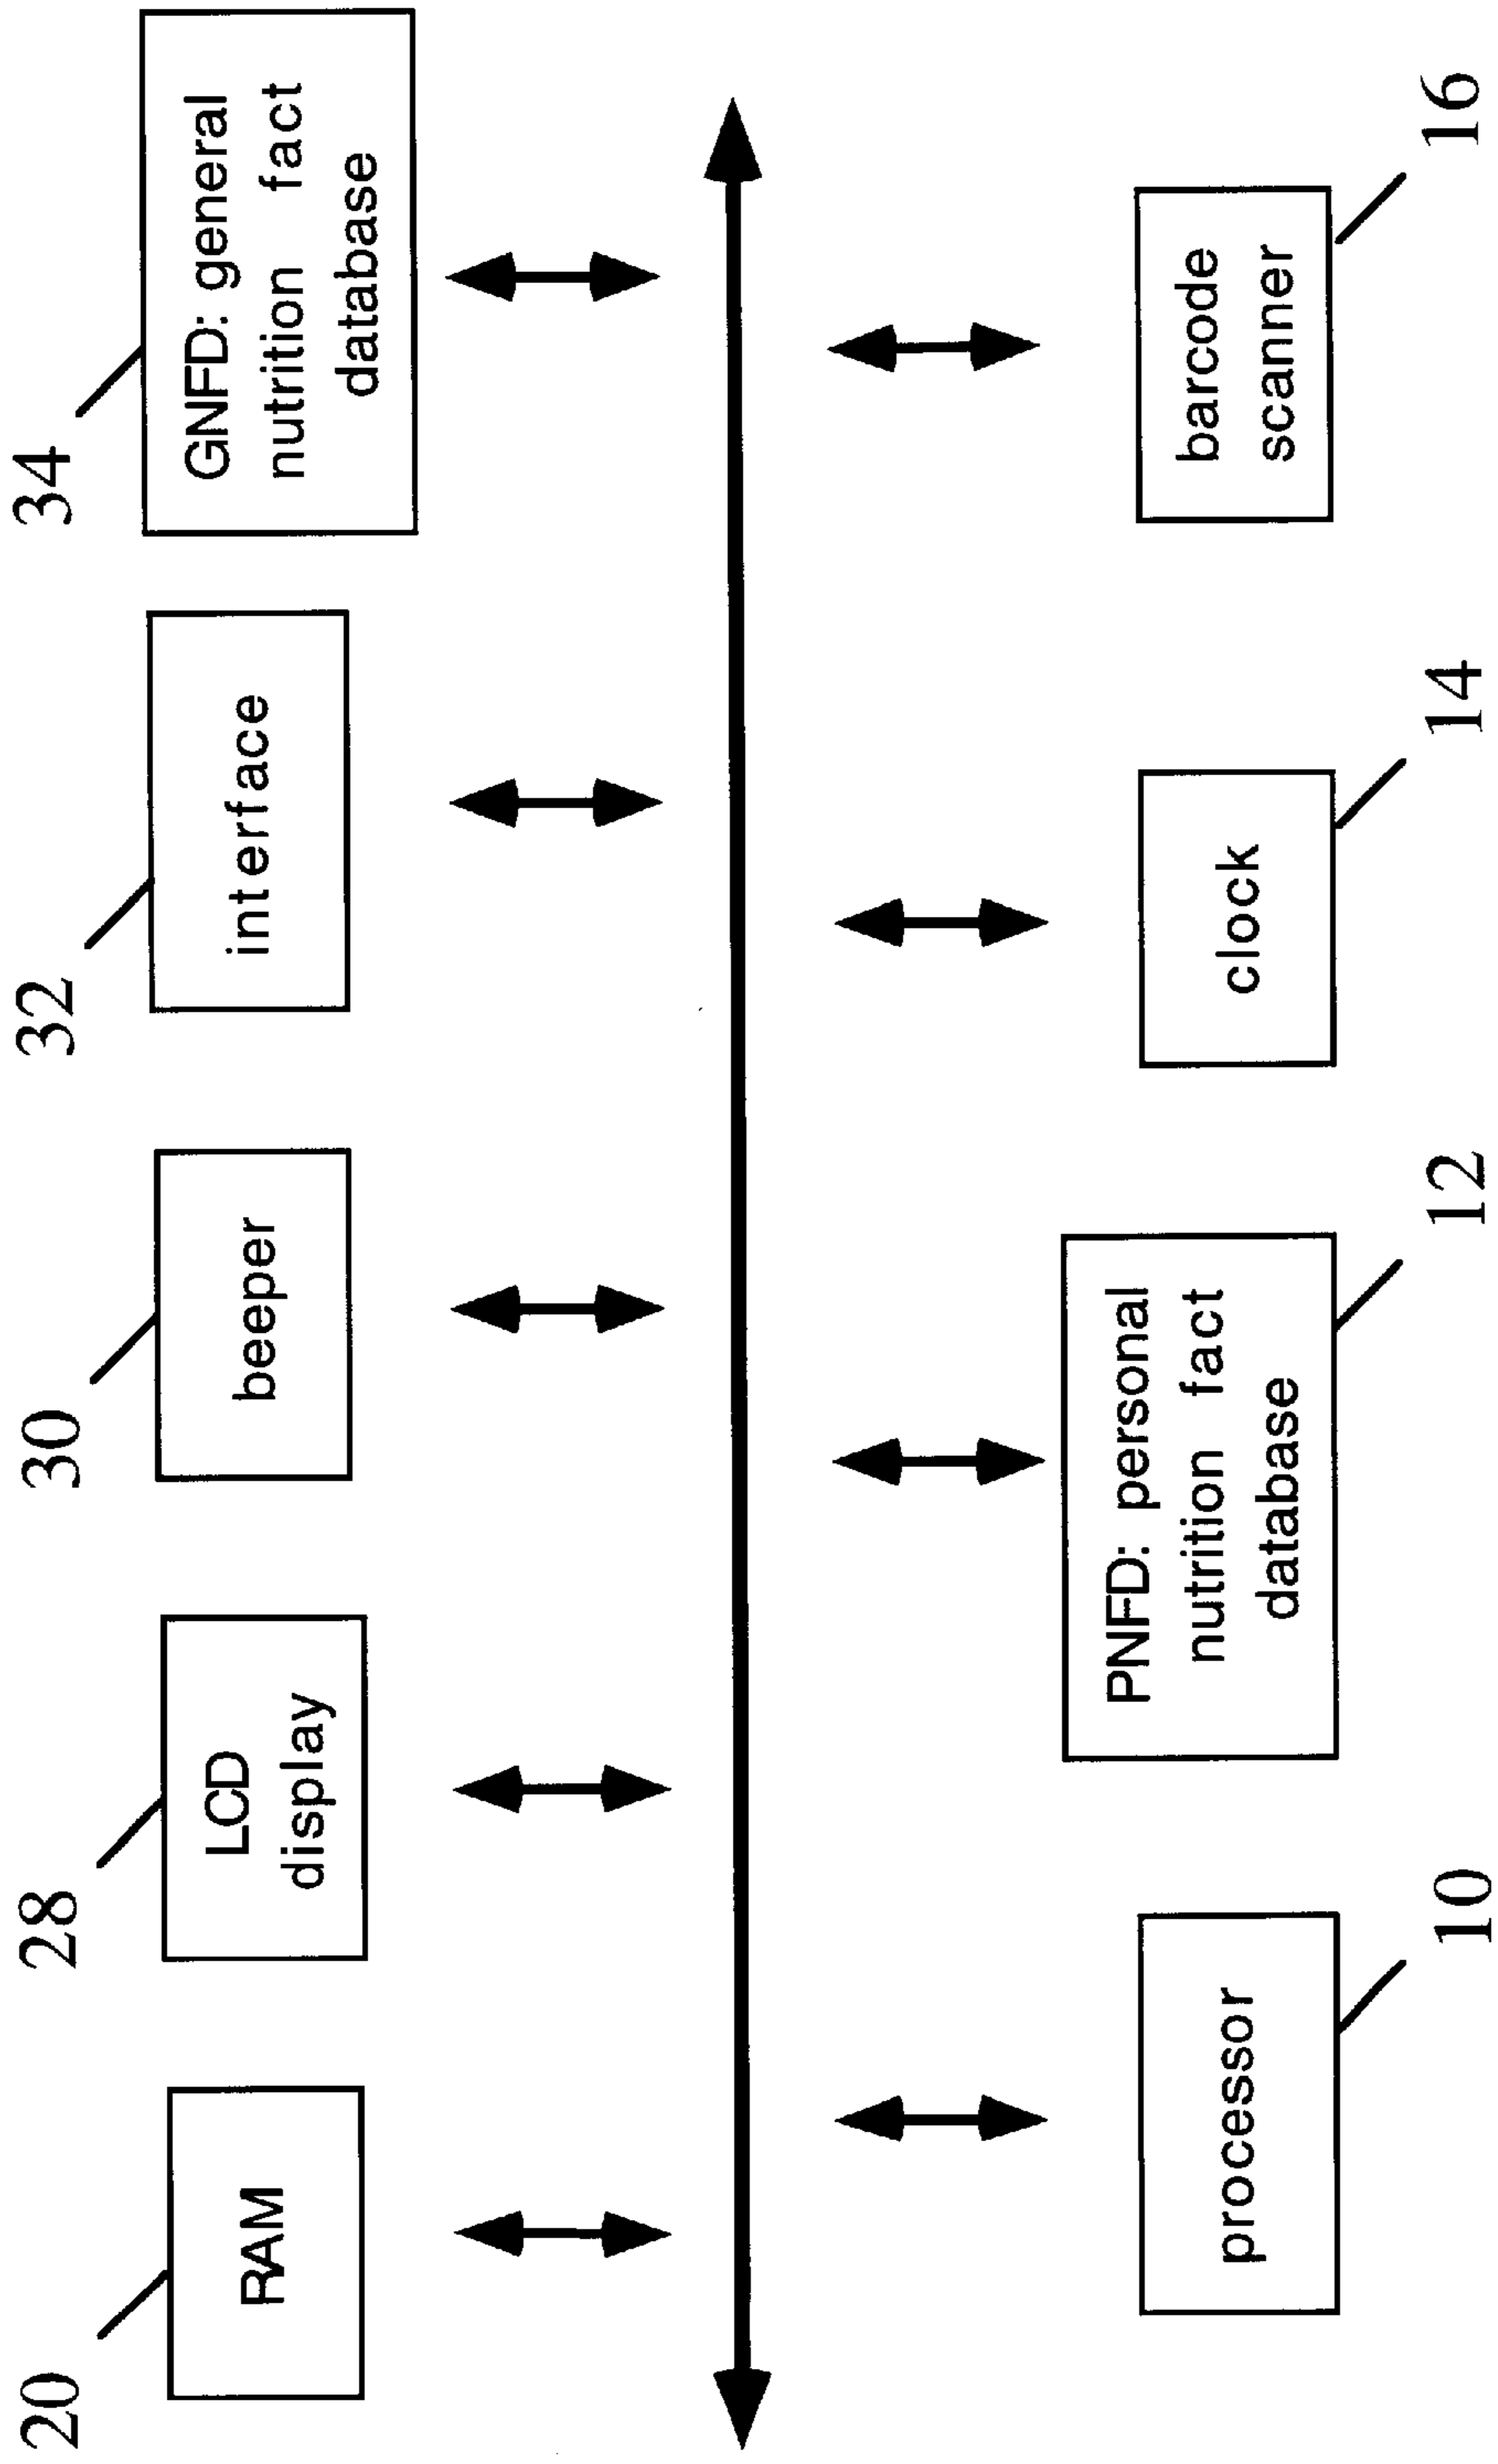 20
RAM
28
LCD
display
30
beeper
32
interface
34
GNFD: general
nutrition fact
database
processor
10
PNFD: personal
nutrition fact
database
12
clock
14
barcode
scanner
16